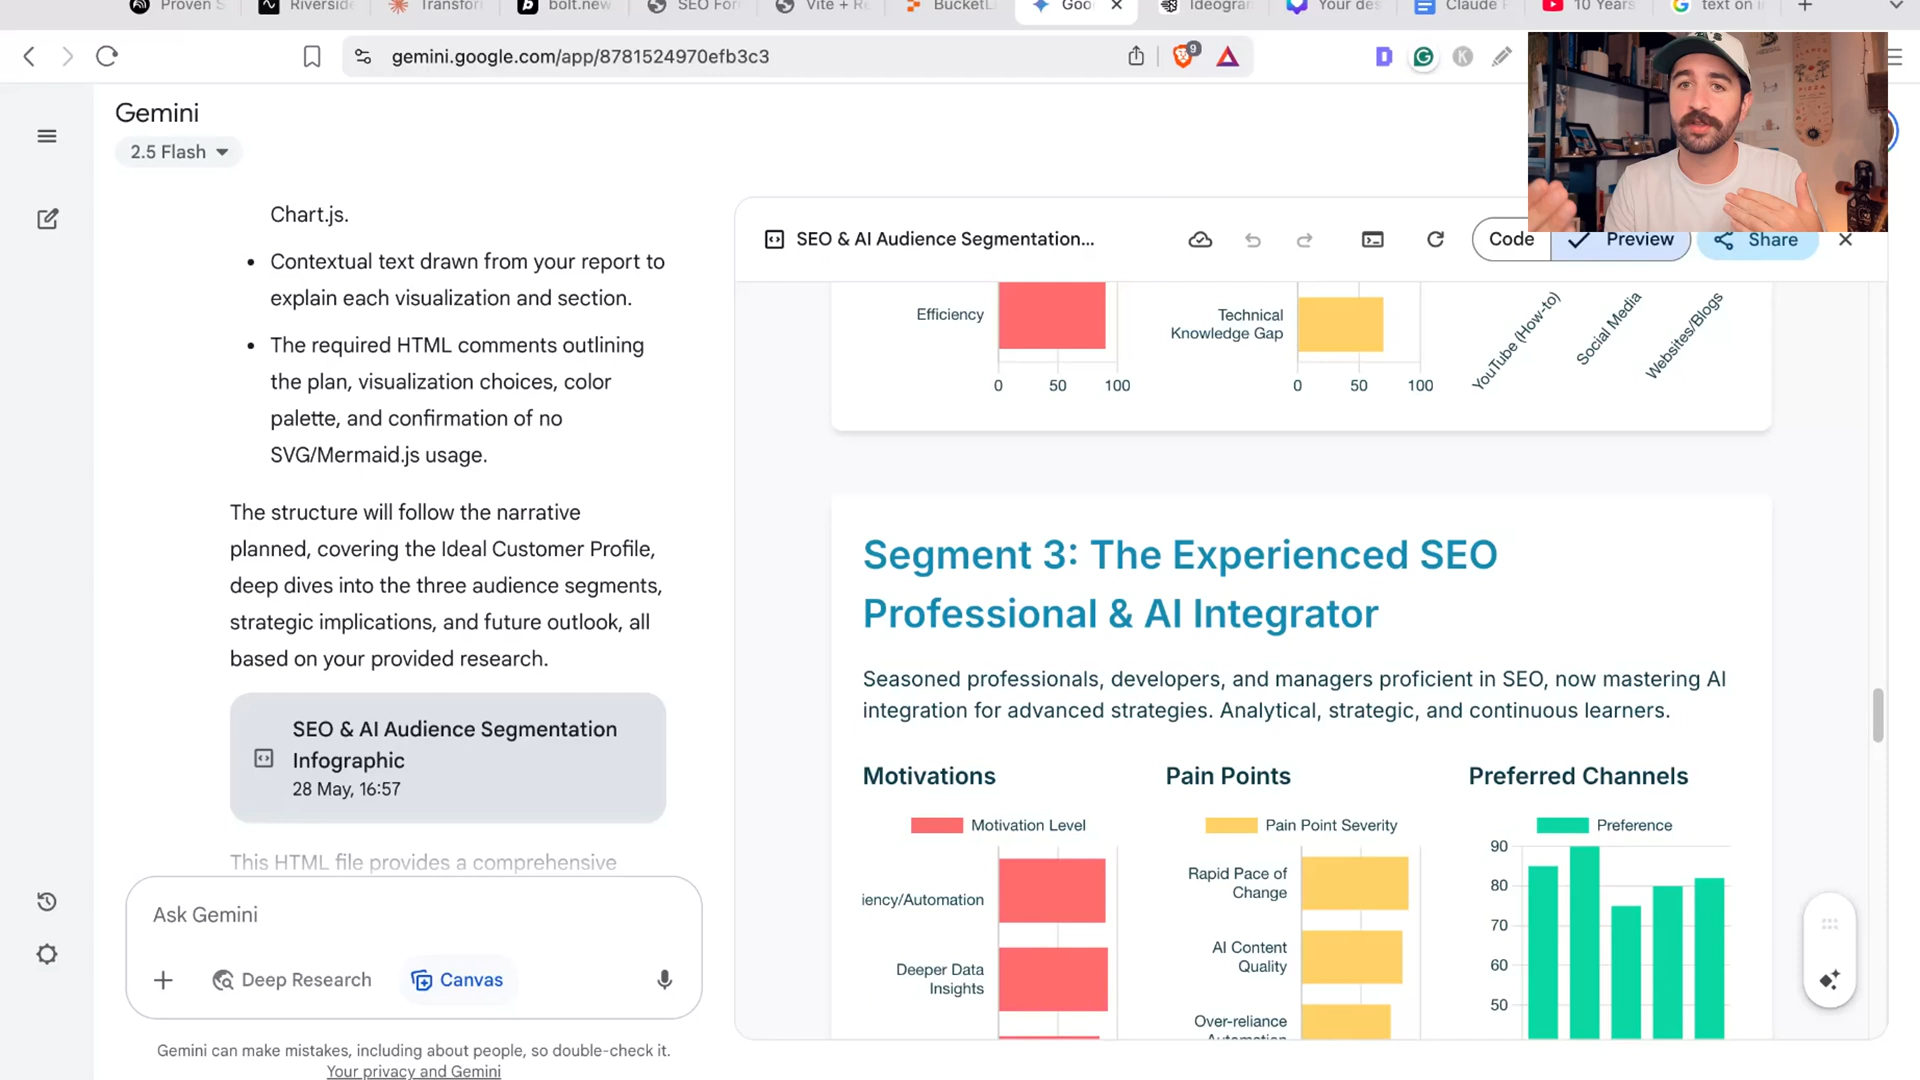 Proven S
Riverside
Transfor
bolt.new
SEO For
Vite + Re
BucketL
Goo
Ideogra
Your des
Claude
10 Years
text on i
gemini.google.com/app/8781524970efb3c3
9
Gemini
2.5 Flash
Chart.js.
• Contextual text drawn from your report to
explain each visualization and section.
• The required HTML comments outlining
the plan, visualization choices, color
palette, and confirmation of no
SVG/Mermaid.js usage.
The structure will follow the narrative
planned, covering the Ideal Customer Profile,
deep dives into the three audience segments,
strategic implications, and future outlook, all
based on your provided research.
SEO & AI Audience Segmentation
Infographic
28 May, 16:57
This HTML file provides a comprehensive
Ask Gemini
Deep Research
Canvas
Gemini can make mistakes, including about people, so double-check it.
Your privacy and Gemini
SEO & AI Audience Segmentation...
Code
Preview
Share
Efficiency
0 50 100
Technical
Knowledge Gap
0 50 100
YouTube (How-to)
Social Media
Websites/Blogs
Segment 3: The Experienced SEO
Professional & AI Integrator
Seasoned professionals, developers, and managers proficient in SEO, now mastering AI
integration for advanced strategies. Analytical, strategic, and continuous learners.
Motivations
Motivation Level
iency/Automation
Deeper Data
Insights
Pain Points
Pain Point Severity
Rapid Pace of
Change
AI Content
Quality
Over-reliance
Automation
Preferred Channels
Preference
90
80
70
60
50